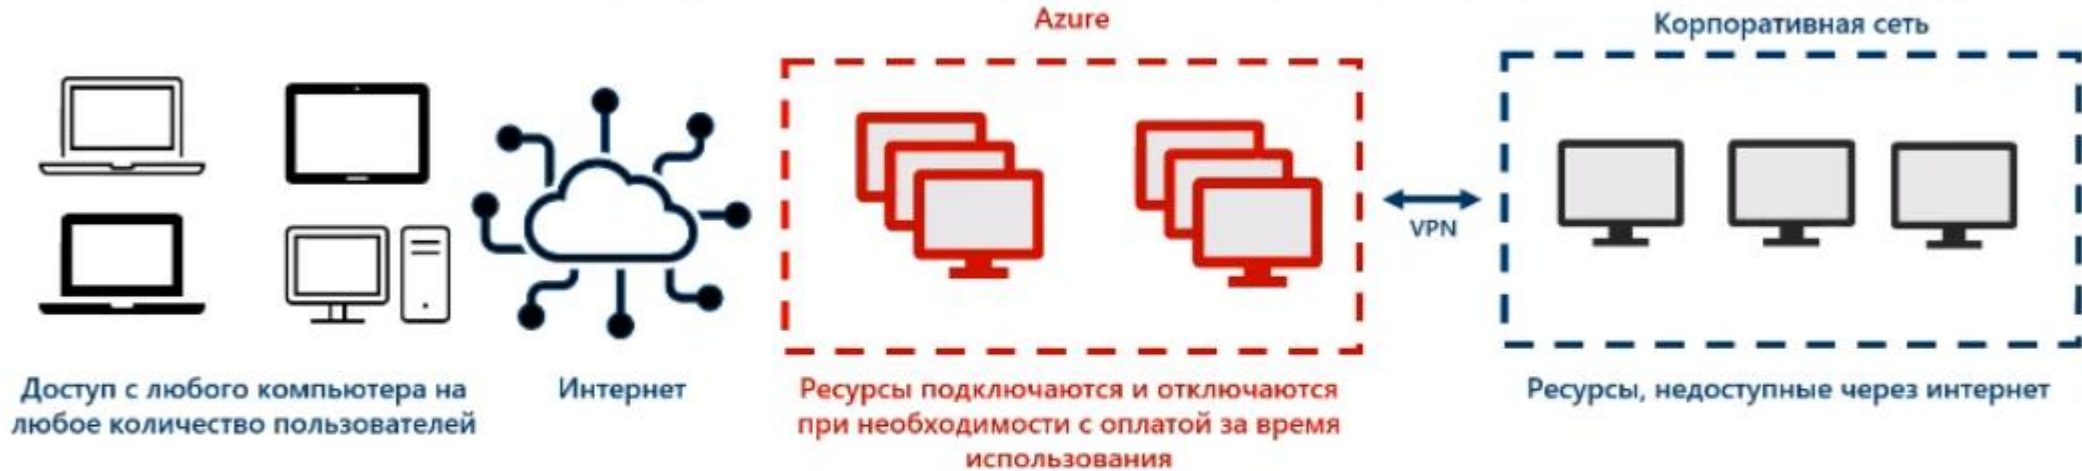 Azure
Корпоративная сеть
VPN
Доступ с любого компьютера на
любое количество пользователей
Интернет
Ресурсы подключаются и отключаются
при необходимости с оплатой за время
использования
Ресурсы, недоступные через интернет